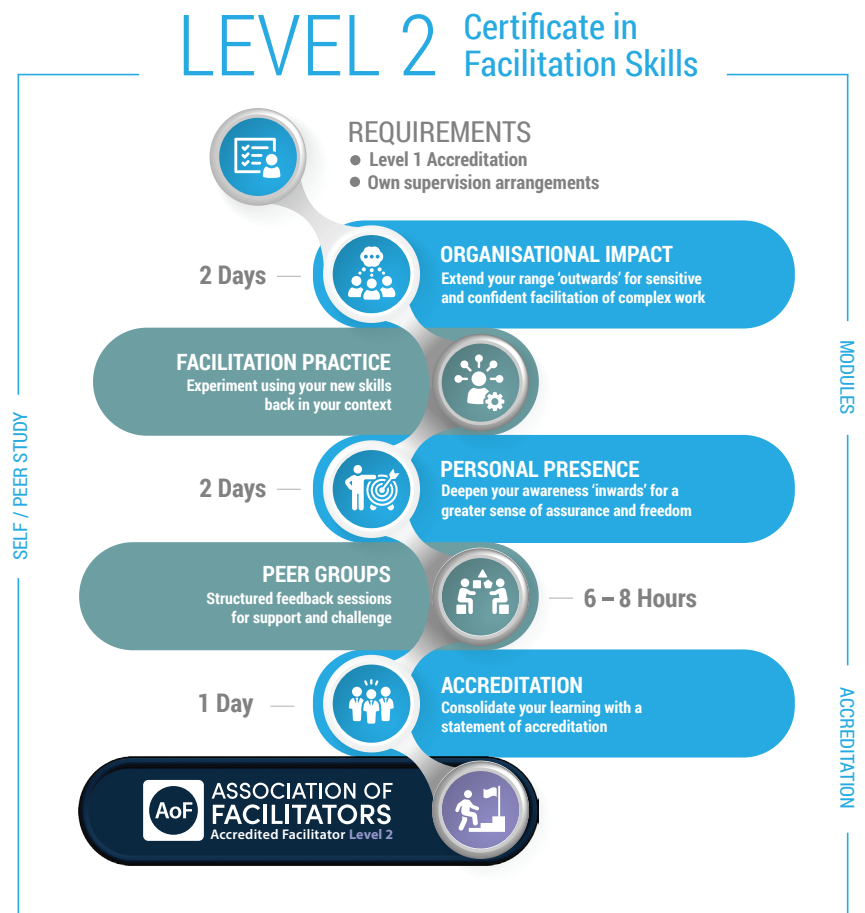 LEVEL 2
Certificate in
Facilitation Skills
REQUIREMENTS
● Level 1 Accreditation
● Own supervision arrangements
2 Days
ORGANISATIONAL IMPACT
Extend your range ‘outwards’ for sensitive
and confident facilitation of complex work
FACILITATION PRACTICE
Experiment using your new skills
back in your context
MODULES
SELF / PEER STUDY
2 Days
PERSONAL PRESENCE
Deepen your awareness ‘inwards’ for a
greater sense of assurance and freedom
PEER GROUPS
Structured feedback sessions
for support and challenge
6 – 8 Hours
1 Day
ACCREDITATION
Consolidate your learning with a
statement of accreditation
ACCREDITATION
AoF
ASSOCIATION OF
FACILITATORS
Accredited Facilitator Level 2